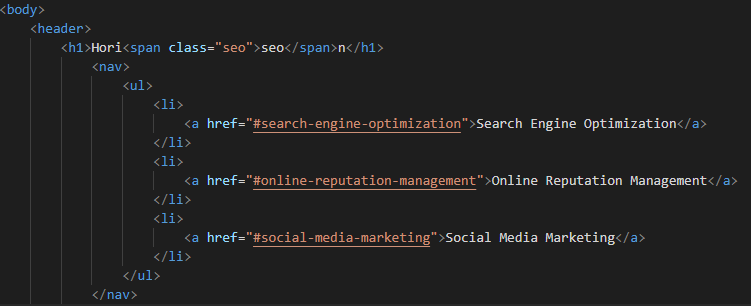 <body>
<header>
<h1>Hori<span class="seo">seo</span>n</h1>
<nav>
<ul>
<li>
<a href="#search-engine-optimization">Search Engine Optimization</a>
</li>
<li>
<a href="#online-reputation-management">Online Reputation Management</a>
</li>
<li>
<a href="#social-media-marketing">Social Media Marketing</a>
</li>
</ul>
</nav>